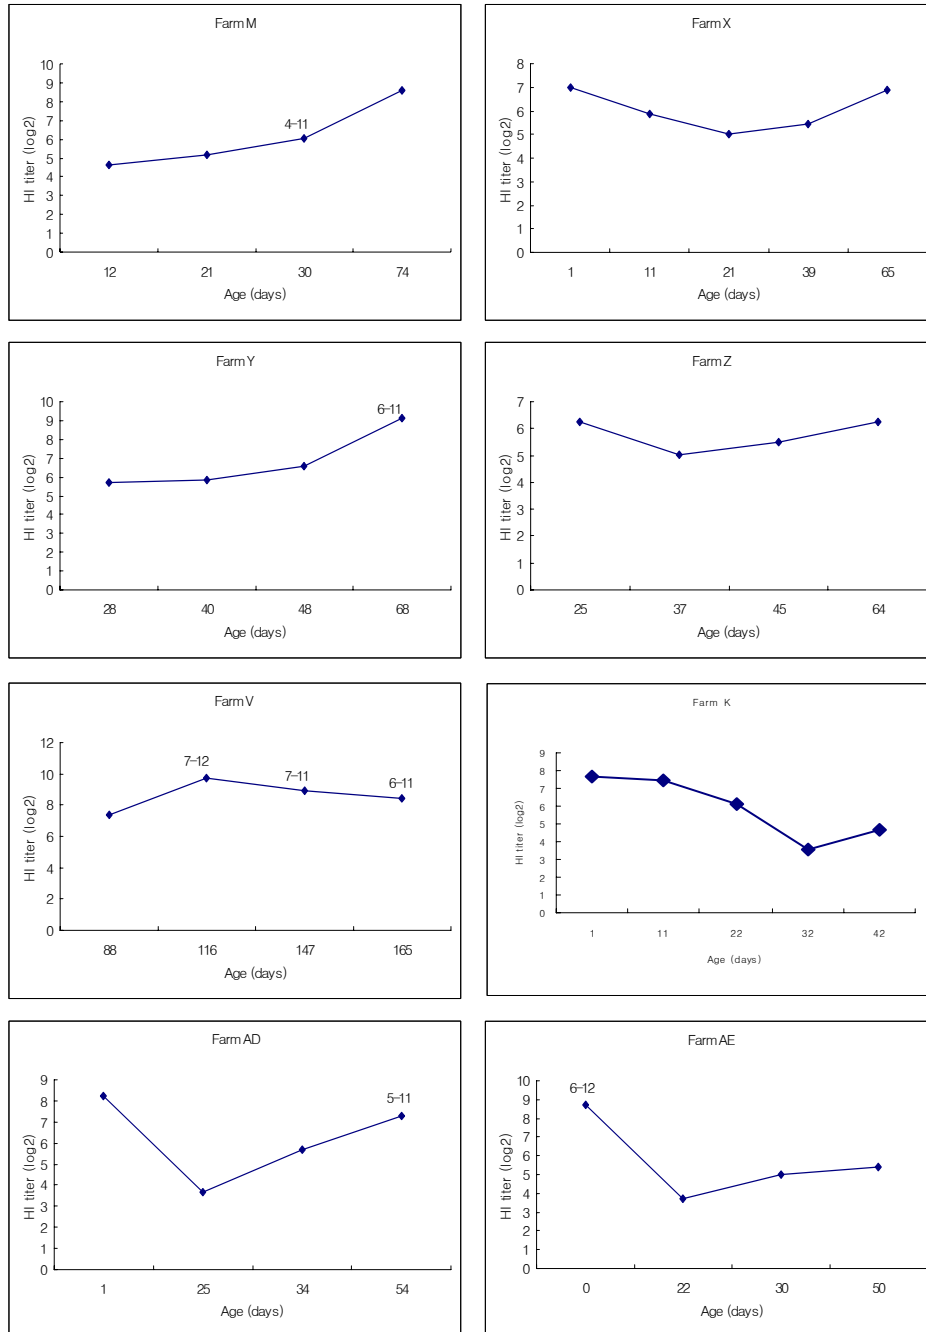 Farm M
HI titer (log2)
10
9
8
7
6
5
4
3
2
1
0
4-11
12 21 30 74
Age (days)
Farm X
HI titer (log2)
8
7
6
5
4
3
2
1
0
1 11 21 39 65
Age (days)
Farm Y
HI titer (log2)
10
9
8
7
6
5
4
3
2
1
0
6-11
28 40 48 68
Age (days)
Farm Z
HI titer (log2)
7
6
5
4
3
2
1
0
25 37 45 64
Age (days)
Farm V
HI titer (log2)
12
10
8
6
4
2
0
7-12
7-11
6-11
88 116 147 165
Age (days)
Farm K
HI titer (log2)
9
8
7
6
5
4
3
2
1
0
1 11 22 32 42
Age (days)
Farm AD
HI titer (log2)
9
8
7
6
5
4
3
2
1
0
5-11
1 25 34 54
Age (days)
Farm AE
HI titer (log2)
10
9
8
7
6
5
4
3
2
1
0
6-12
0 22 30 50
Age (days)